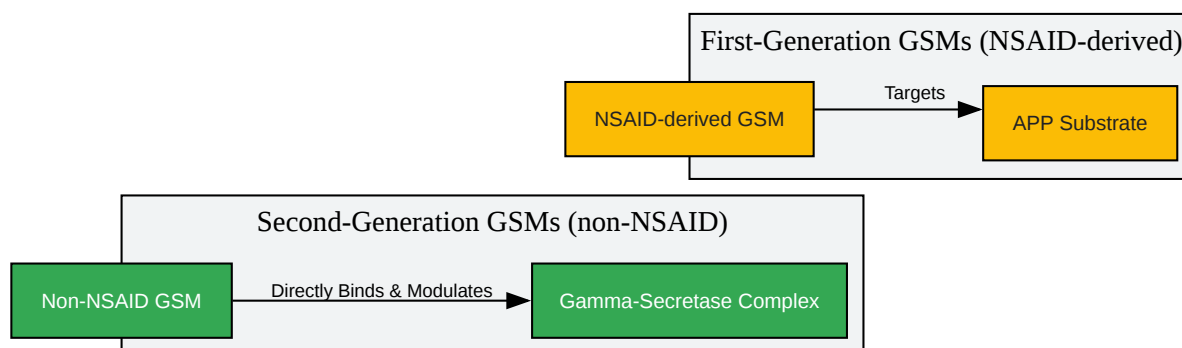 First-Generation GSMs (NSAID-derived)
NSAID-derived GSM
Targets
APP Substrate
Second-Generation GSMs (non-NSAID)
Non-NSAID GSM
Directly Binds & Modulates
Gamma-Secretase Complex